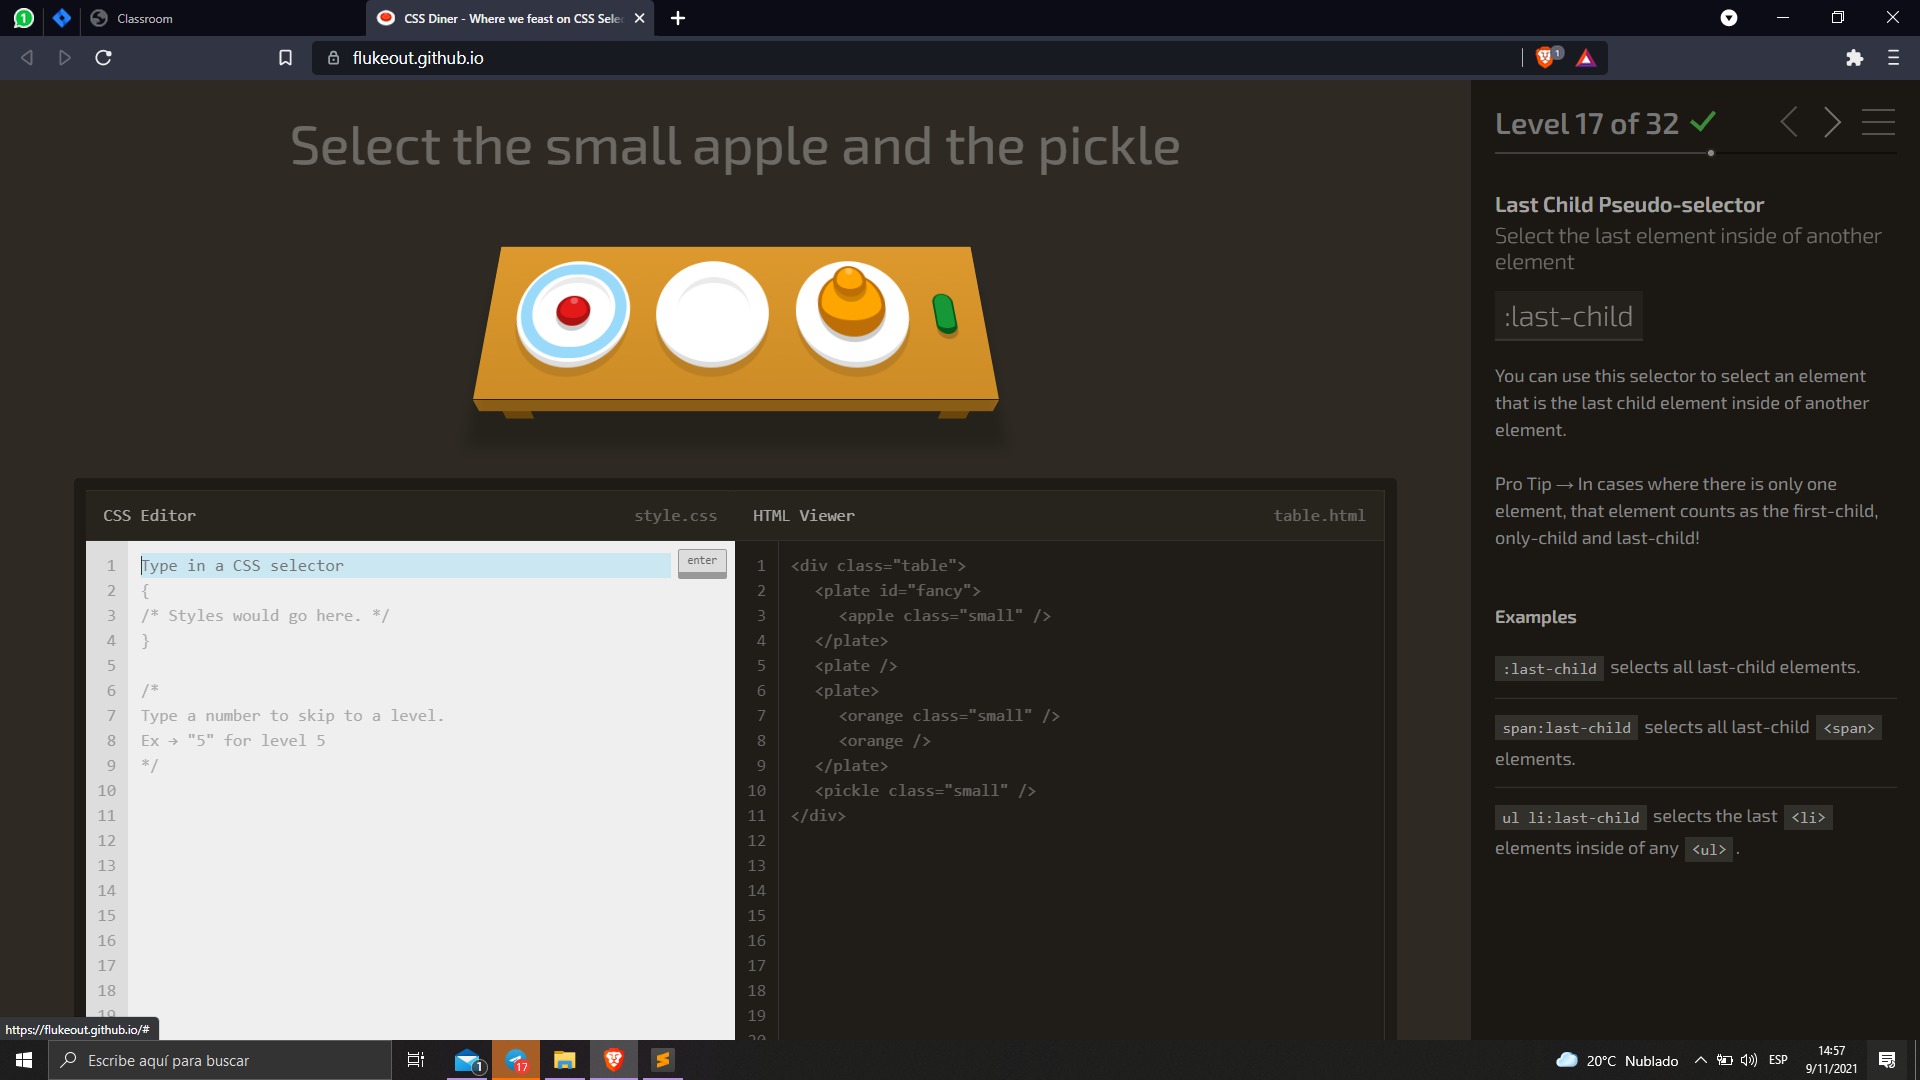 1
Classroom
CSS Diner - Where we feast on CSS Sele
flukeout.github.io
1
Select the small apple and the pickle
Level 17 of 32
Last Child Pseudo-selector
Select the last element inside of another
element
:last-child
You can use this selector to select an element
that is the last child element inside of another
element.
Pro Tip → In cases where there is only one
element, that element counts as the first-child,
only-child and last-child!
Examples
:last-child selects all last-child elements.
span:last-child selects all last-child <span>
elements.
ul li:last-child selects the last <li>
elements inside of any <ul> .
CSS Editor style.css
1 Type in a CSS selector enter
2 {
3 /* Styles would go here. */
4 }
5
6 /*
7 Type a number to skip to a level.
8 Ex → "5" for level 5
9 */
10
11
12
13
14
15
16
17
18
19
HTML Viewer table.html
1 <div class="table">
2 <plate id="fancy">
3 <apple class="small" />
4 </plate>
5 <plate />
6 <plate>
7 <orange class="small" />
8 <orange />
9 </plate>
10 <pickle class="small" />
11 </div>
12
13
14
15
16
17
18
19
20
https://flukeout.github.io/#
Escribe aquí para buscar
1
17
20°C Nublado
ESP
14:57
9/11/2021